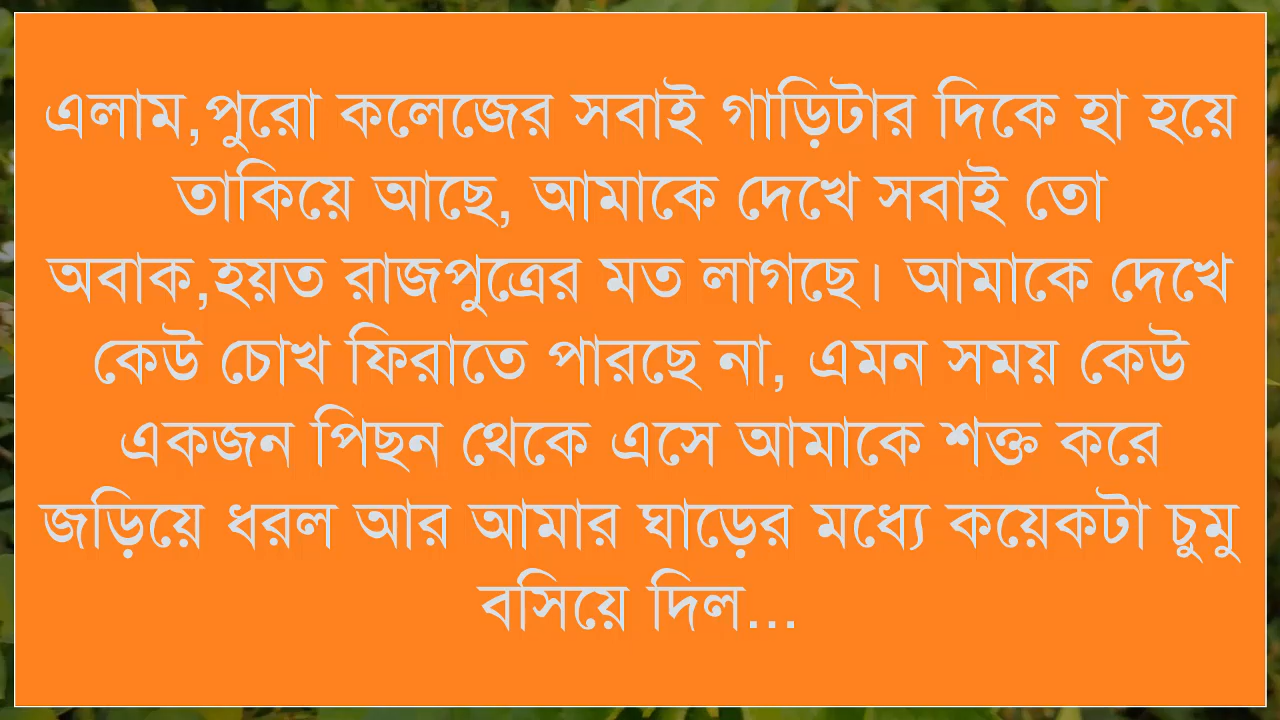 এলাম,পুরো কলেজের সবাই গাড়িটার দিকে হা হয়ে
তাকিয়ে আছে, আমাকে দেখে সবাই তো
অবাক,হয়ত রাজপুত্রের মত লাগছে। আমাকে দেখে
কেউ চোখ ফিরাতে পারছে না, এমন সময় কেউ
একজন পিছন থেকে এসে আমাকে শক্ত করে
জড়িয়ে ধরল আর আমার ঘাড়ের মধ্যে কয়েকটা চুমু
বসিয়ে দিল...